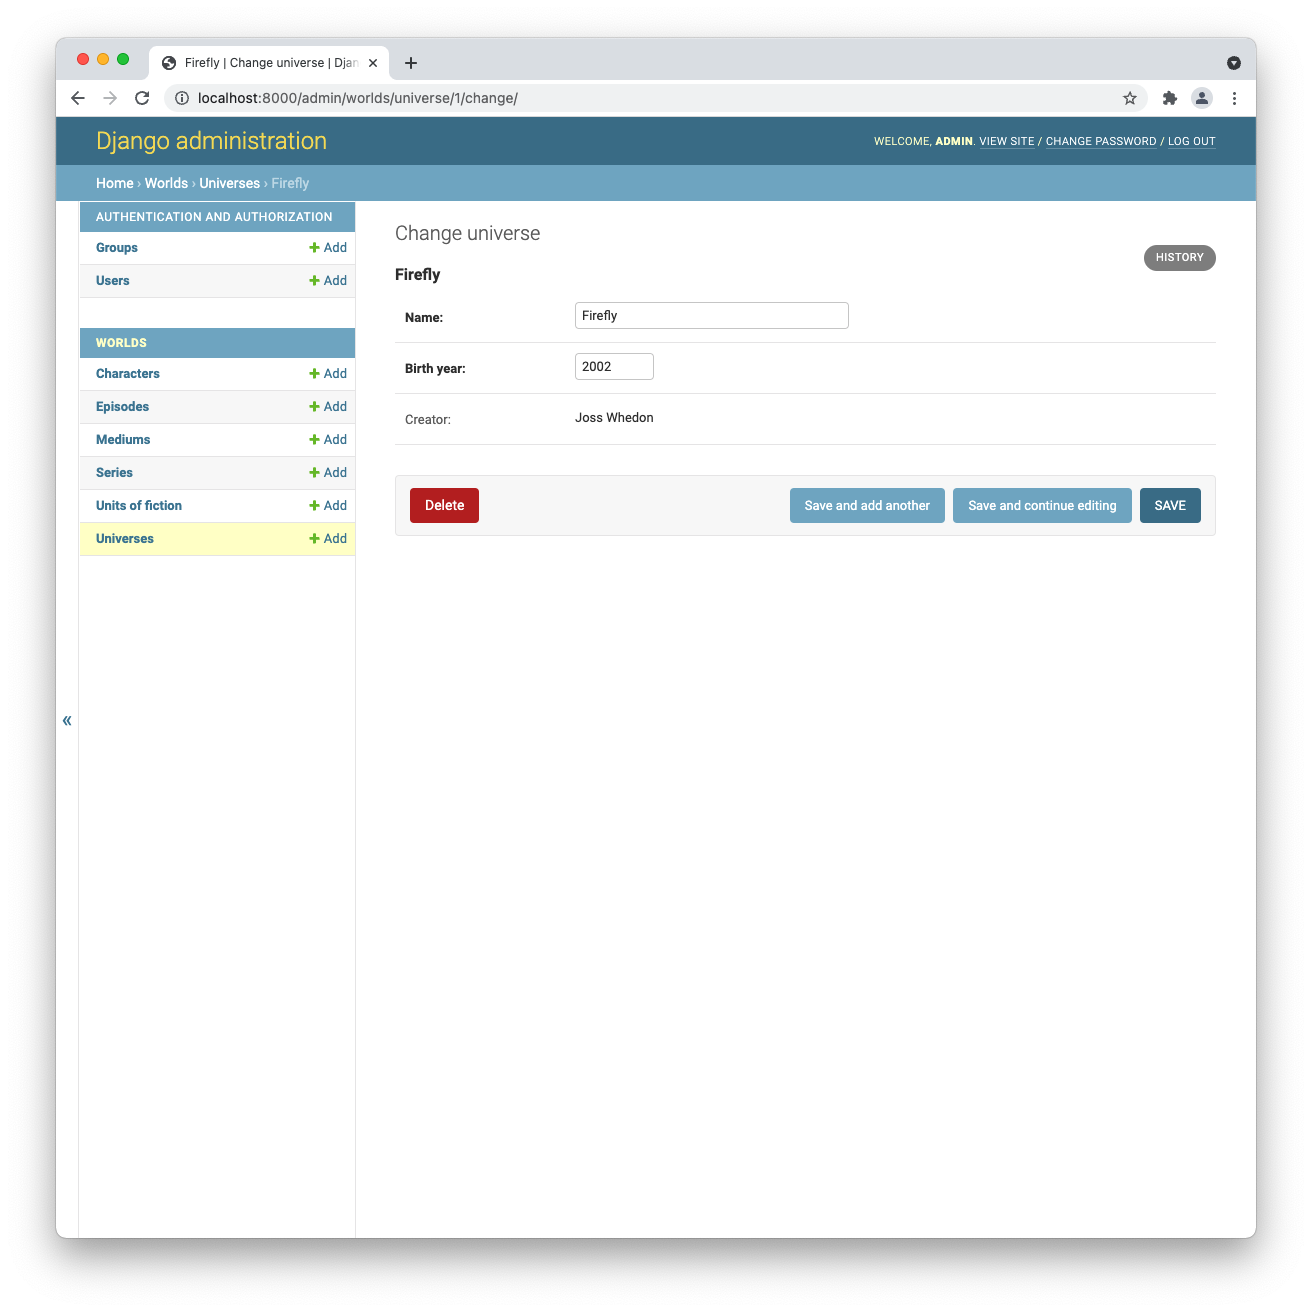 Firefly | Change universe | Djan
localhost:8000/admin/worlds/universe/1/change/
Django administration
WELCOME, ADMIN. VIEW SITE / CHANGE PASSWORD / LOG OUT
Home › Worlds › Universes › Firefly
AUTHENTICATION AND AUTHORIZATION
Groups + Add
Users + Add
WORLDS
Characters + Add
Episodes + Add
Mediums + Add
Series + Add
Units of fiction + Add
Universes + Add
«
Change universe
HISTORY
Firefly
Name: Firefly
Birth year: 2002
Creator: Joss Whedon
Delete Save and add another Save and continue editing SAVE